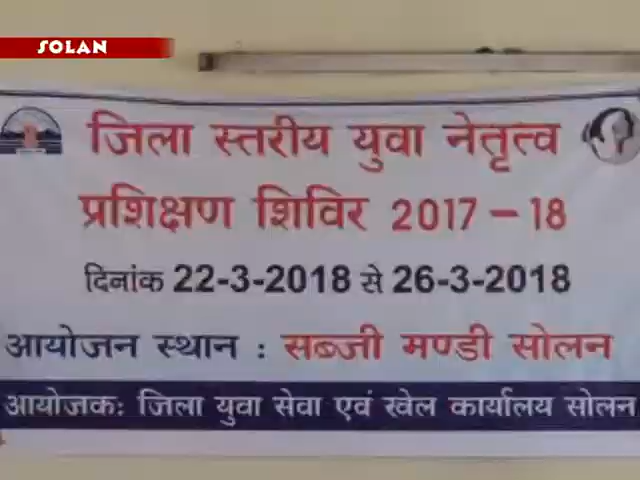 SOLAN
जिला स्तरीय युवा नेतृत्व
प्रशिक्षण शिविर 2017 – 18
दिनांक 22-3-2018 से 26-3-2018
आयोजन स्थान : सब्जी मण्डी सोलन
आयोजक: जिला युवा सेवा एवं खेल कार्यालय सोलन